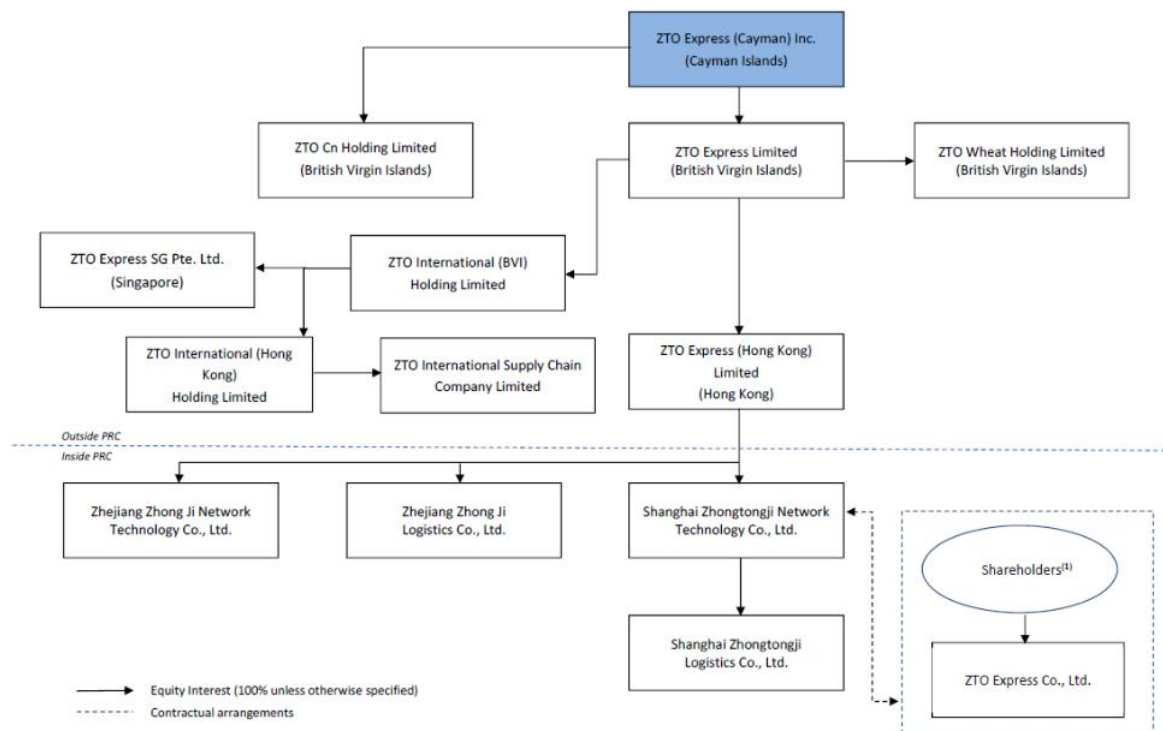 ZTO Express (Cayman) Inc.
(Cayman Islands)
ZTO Cn Holding Limited
(British Virgin Islands)
ZTO Express Limited
(British Virgin Islands)
ZTO Wheat Holding Limited
(British Virgin Islands)
ZTO Express SG Pte. Ltd.
(Singapore)
ZTO International (BVI)
Holding Limited
ZTO International (Hong
Kong)
Holding Limited
ZTO International Supply Chain
Company Limited
ZTO Express (Hong Kong)
Limited
(Hong Kong)
Outside PRC
Inside PRC
Zhejiang Zhong Ji Network
Technology Co., Ltd.
Zhejiang Zhong Ji
Logistics Co., Ltd.
Shanghai Zhongtongji Network
Technology Co., Ltd.
Shareholders(1)
Shanghai Zhongtongji
Logistics Co., Ltd.
ZTO Express Co., Ltd.
Equity Interest (100% unless otherwise specified)
Contractual arrangements